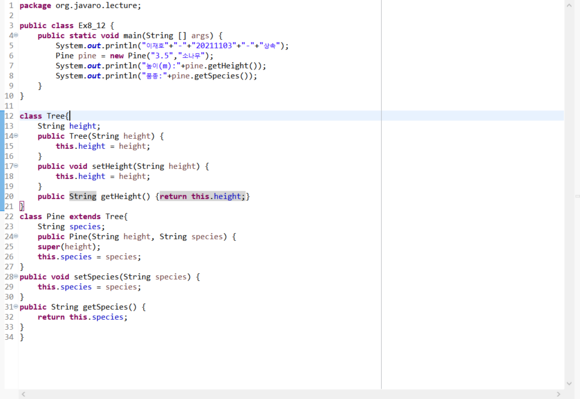 1 package org.javaro.lecture;
2
3 public class Ex8_12 {
4 public static void main(String [] args) {
5 System.out.println("이재호"+"-"+"20211103"+"-"+"상속");
6 Pine pine = new Pine("3.5","소나무");
7 System.out.println("높이(m):"+pine.getHeight());
8 System.out.println("품종:"+pine.getSpecies());
9 }
10 }
11
12 class Tree{
13 String height;
14 public Tree(String height) {
15 this.height = height;
16 }
17 public void setHeight(String height) {
18 this.height = height;
19 }
20 public String getHeight() {return this.height;}
21 }
22 class Pine extends Tree{
23 String species;
24 public Pine(String height, String species) {
25 super(height);
26 this.species = species;
27 }
28 public void setSpecies(String species) {
29 this.species = species;
30 }
31 public String getSpecies() {
32 return this.species;
33 }
34 }